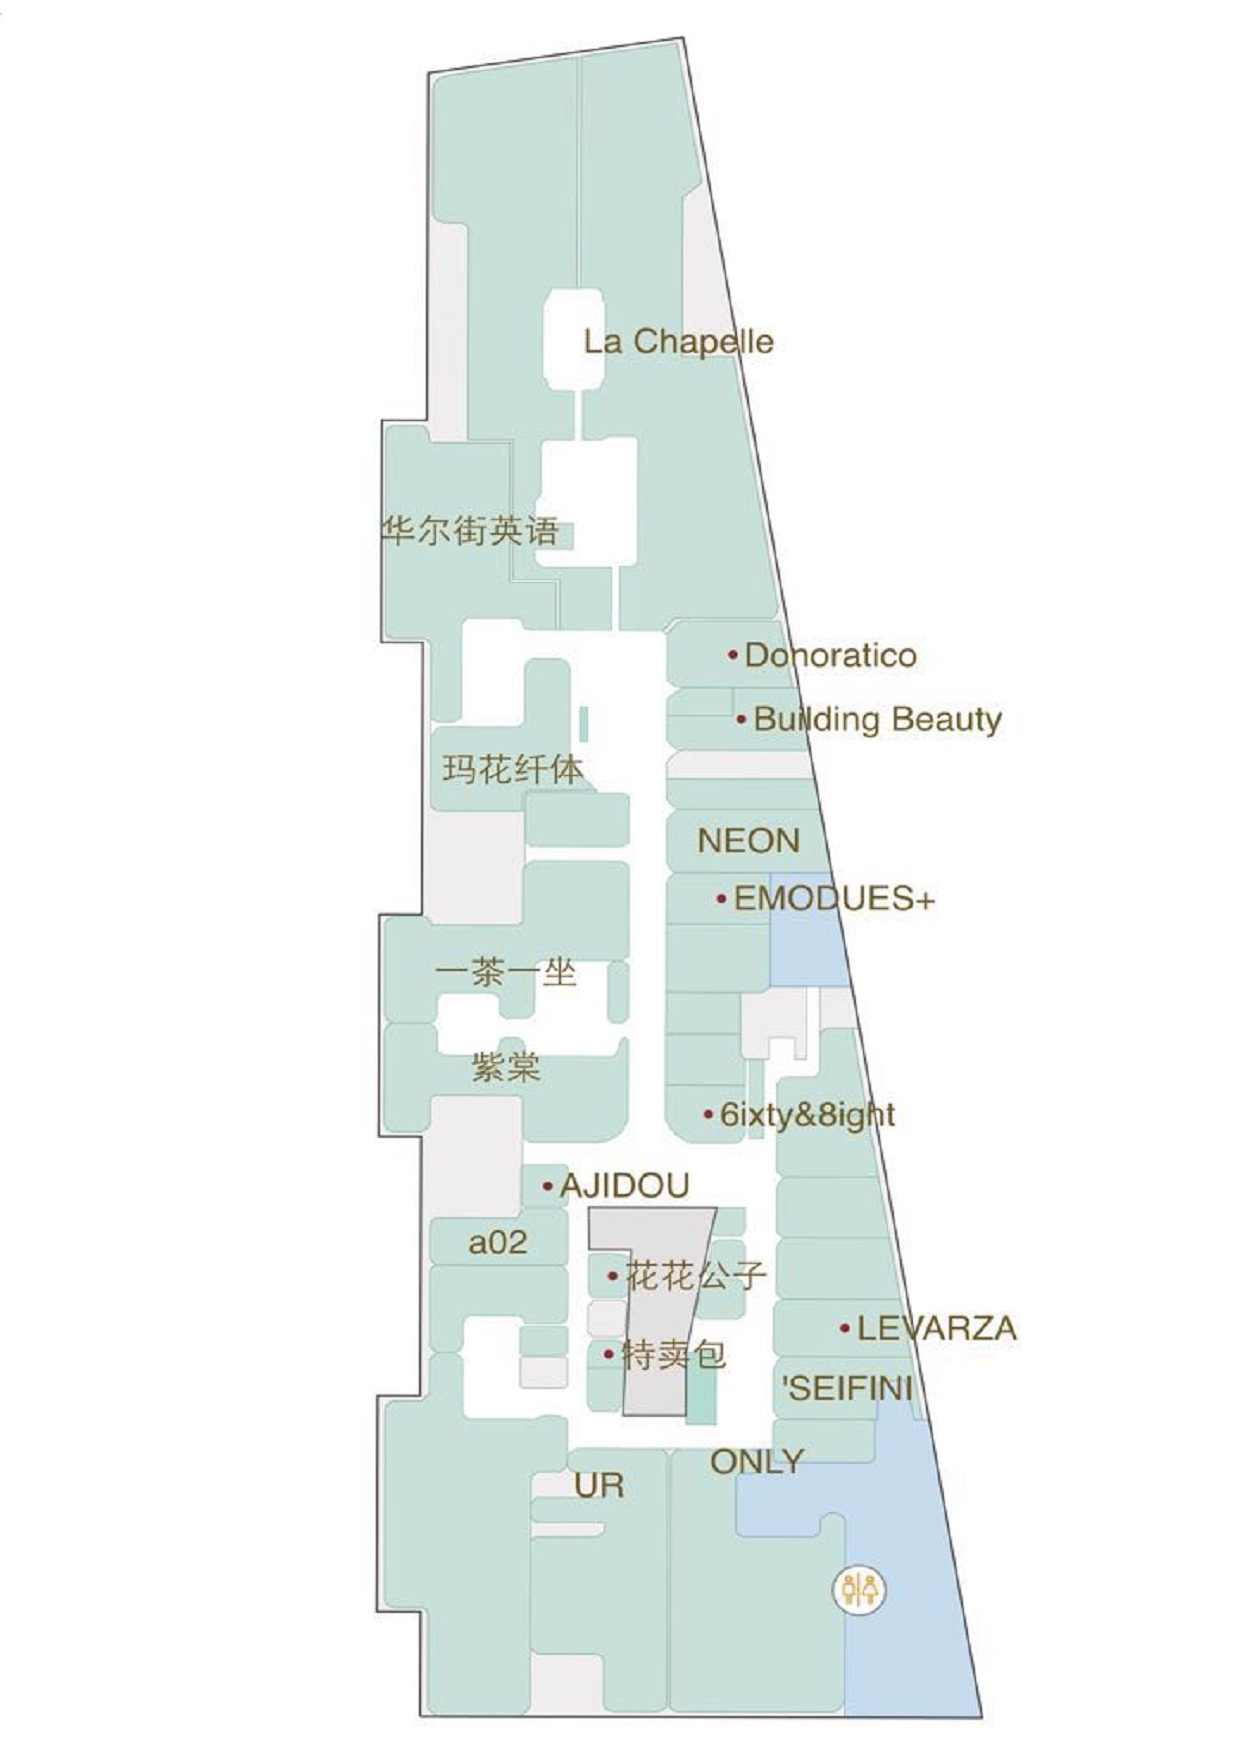 La Chapelle
华尔街英语
Donoratico
Building Beauty
玛花纤体
NEON
EMODUES+
一茶一坐
紫棠
6ixty&8ight
AJIDOU
a02
花花公子
LEVARZA
特卖包
'SEIFINI
ONLY
UR